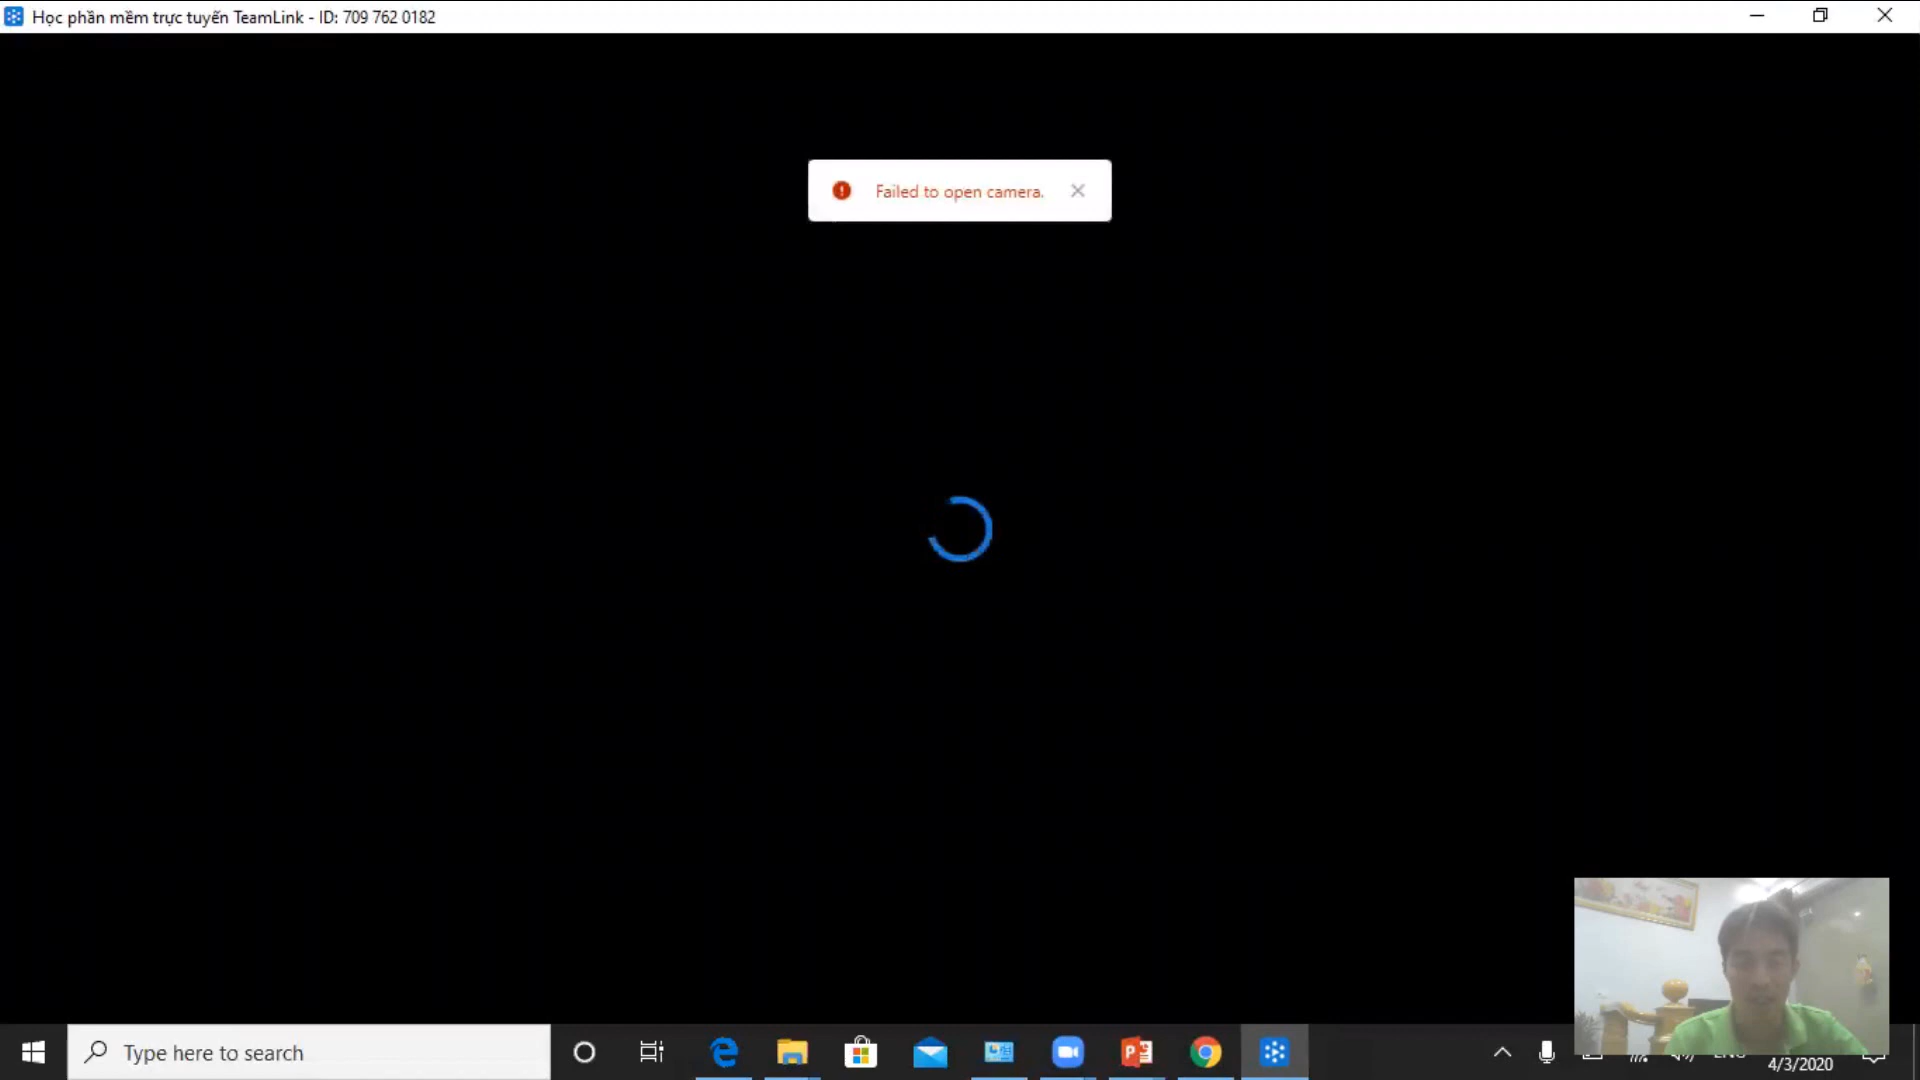 Học phần mềm trực tuyến TeamLink - ID: 709 762 0182
Failed to open camera.
Type here to search
4/3/2020